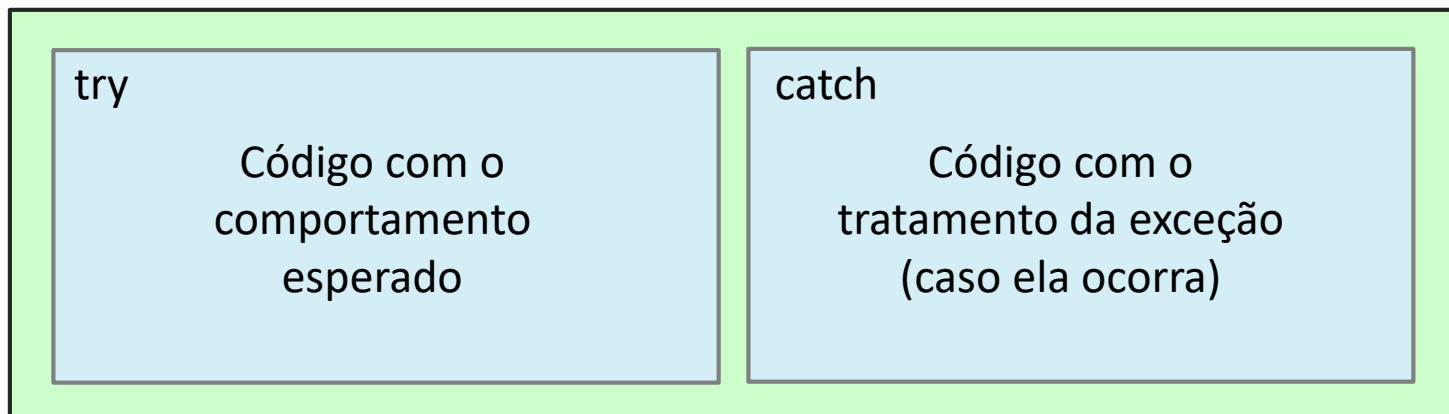 try
Código com o
comportamento
esperado
catch
Código com o
tratamento da exceção
(caso ela ocorra)